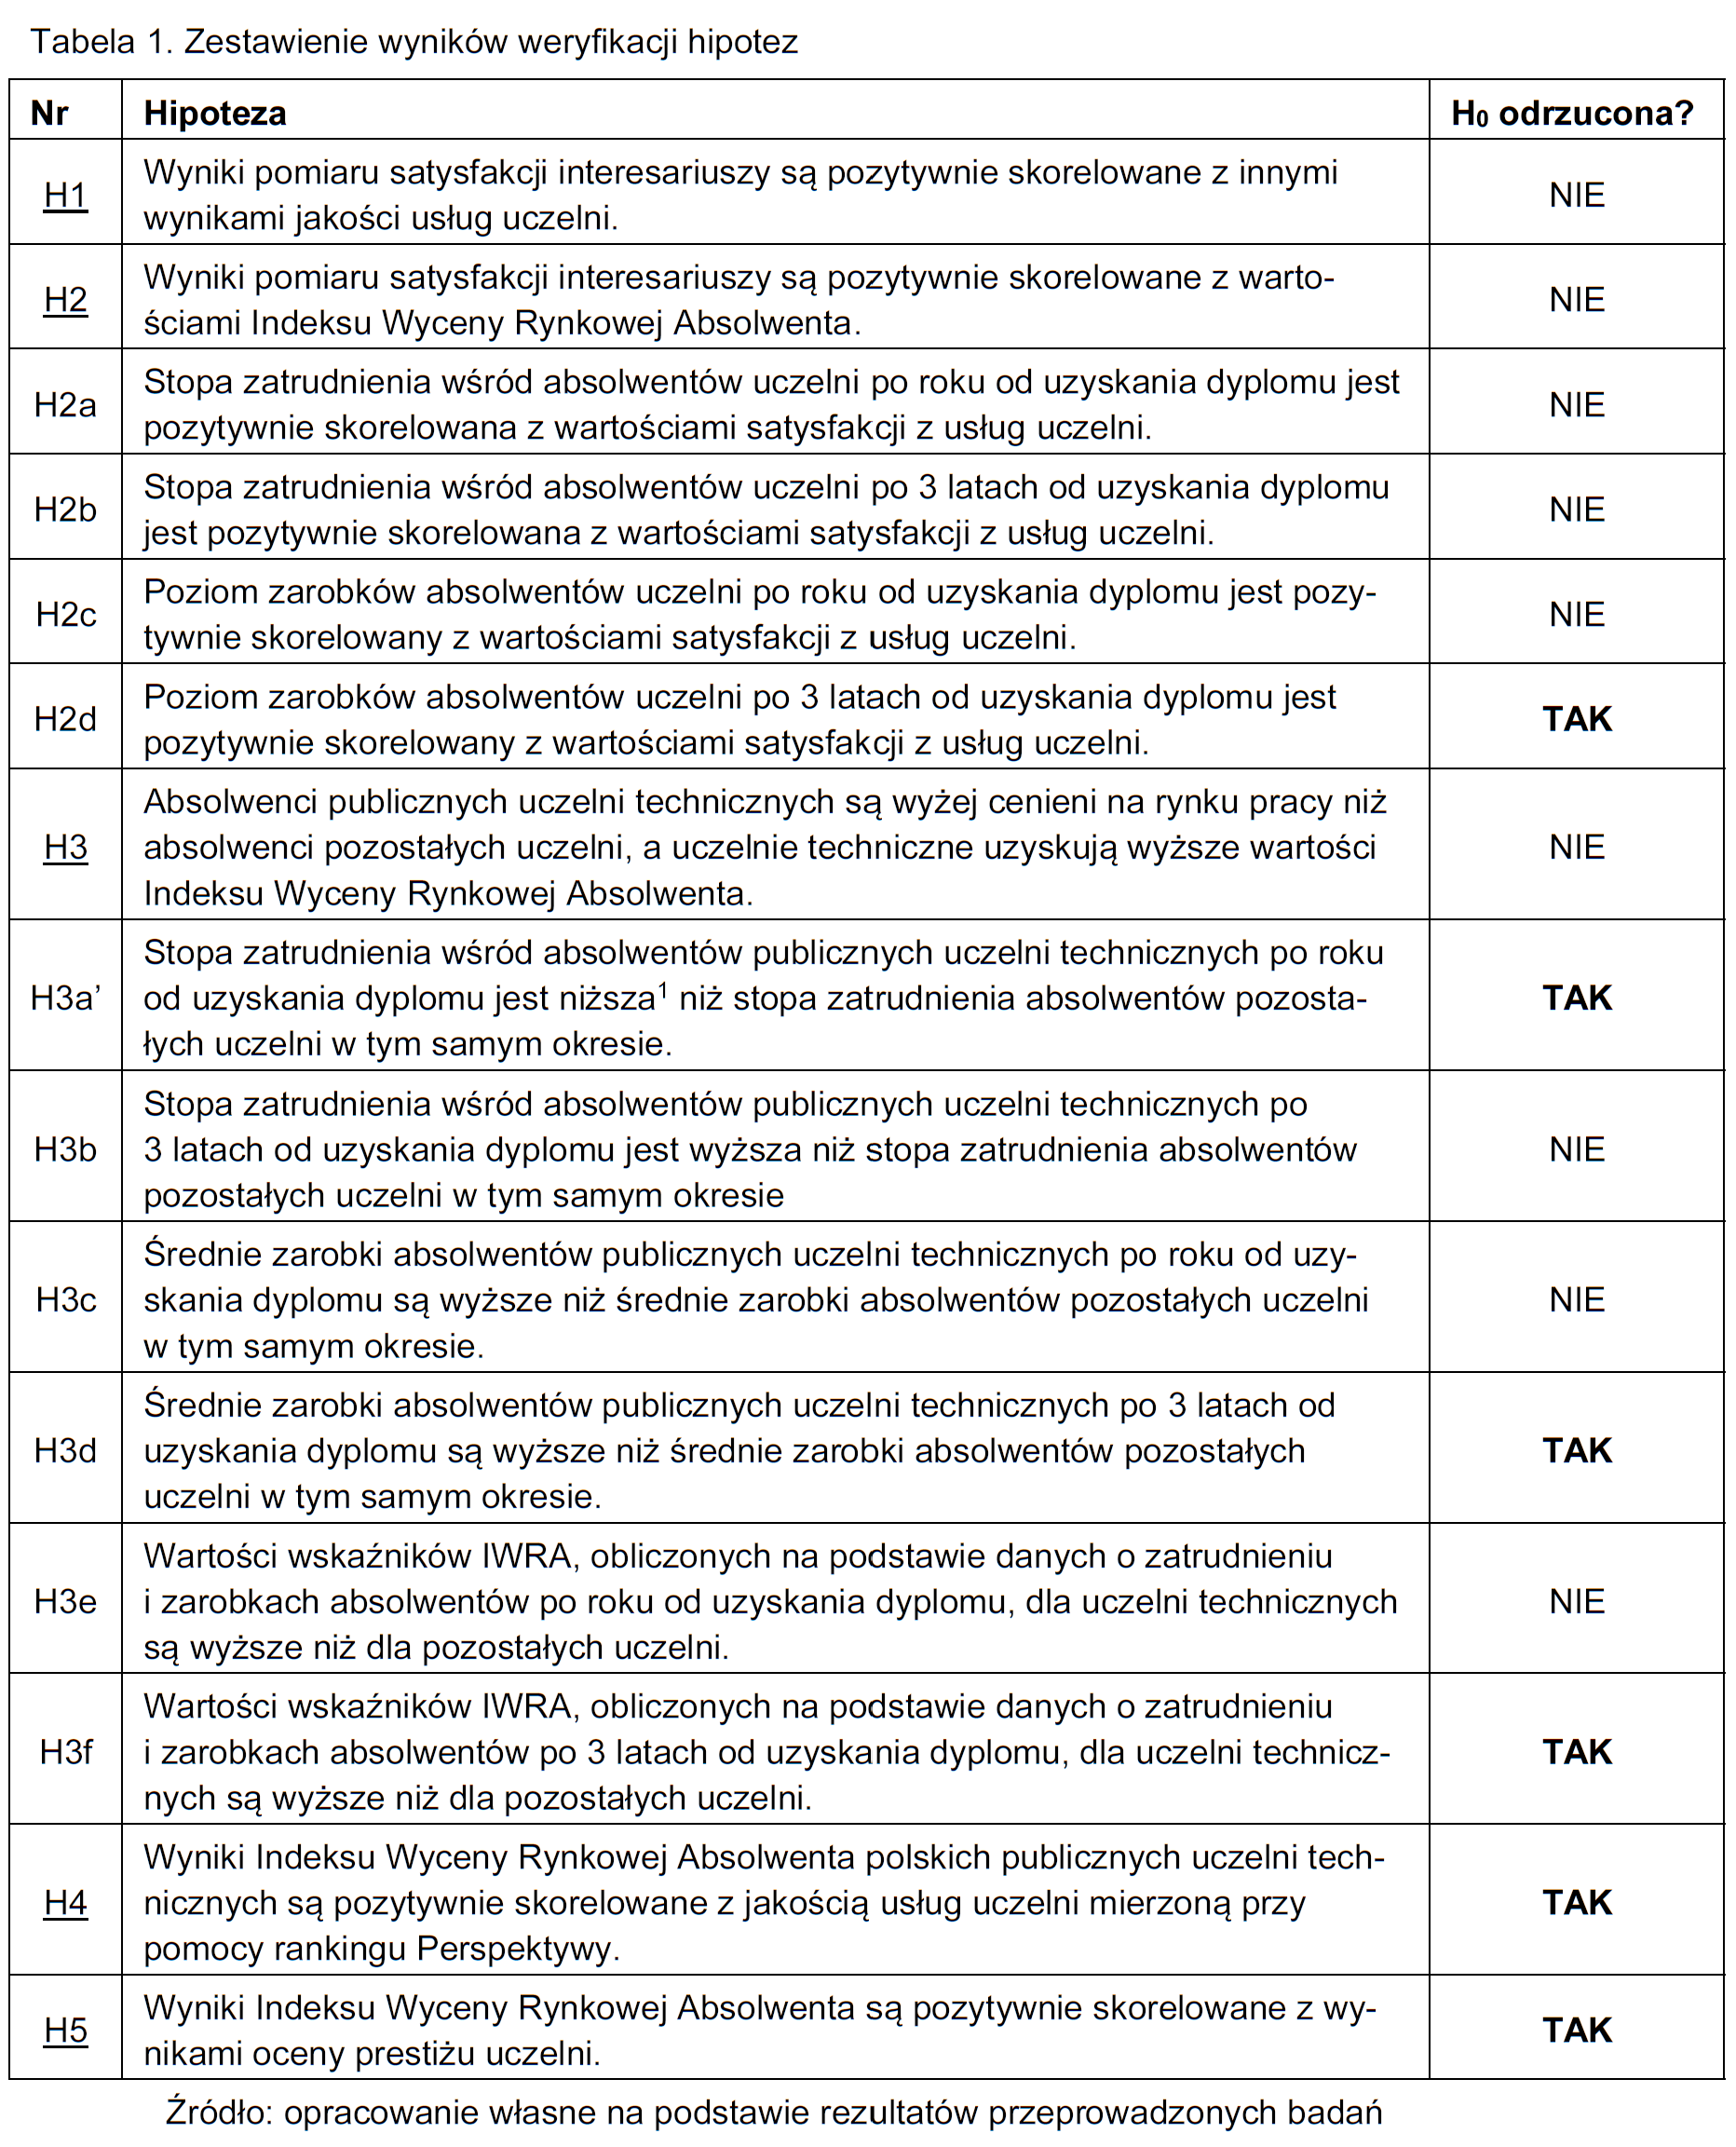 Tabela 1. Zestawienie wyników weryfikacji hipotez
Nr Hipoteza H₀ odrzucona?
H1 Wyniki pomiaru satysfakcji interesariuszy są pozytywnie skorelowane z innymi
wynikami jakości usług uczelni. NIE
H2 Wyniki pomiaru satysfakcji interesariuszy są pozytywnie skorelowane z warto-
ściami Indeksu Wyceny Rynkowej Absolwenta. NIE
H2a Stopa zatrudnienia wśród absolwentów uczelni po roku od uzyskania dyplomu jest
pozytywnie skorelowana z wartościami satysfakcji z usług uczelni. NIE
H2b Stopa zatrudnienia wśród absolwentów uczelni po 3 latach od uzyskania dyplomu
jest pozytywnie skorelowana z wartościami satysfakcji z usług uczelni. NIE
H2c Poziom zarobków absolwentów uczelni po roku od uzyskania dyplomu jest pozy-
tywnie skorelowany z wartościami satysfakcji z usług uczelni. NIE
H2d Poziom zarobków absolwentów uczelni po 3 latach od uzyskania dyplomu jest
pozytywnie skorelowany z wartościami satysfakcji z usług uczelni. TAK
Absolwenci publicznych uczelni technicznych są wyżej cenieni na rynku pracy niż
H3 absolwenci pozostałych uczelni, a uczelnie techniczne uzyskują wyższe wartości NIE
Indeksu Wyceny Rynkowej Absolwenta.
Stopa zatrudnienia wśród absolwentów publicznych uczelni technicznych po roku
H3a’ od uzyskania dyplomu jest niższa¹ niż stopa zatrudnienia absolwentów pozosta- TAK
łych uczelni w tym samym okresie.
Stopa zatrudnienia wśród absolwentów publicznych uczelni technicznych po
H3b 3 latach od uzyskania dyplomu jest wyższa niż stopa zatrudnienia absolwentów NIE
pozostałych uczelni w tym samym okresie
Średnie zarobki absolwentów publicznych uczelni technicznych po roku od uzy-
H3c skania dyplomu są wyższe niż średnie zarobki absolwentów pozostałych uczelni NIE
w tym samym okresie.
Średnie zarobki absolwentów publicznych uczelni technicznych po 3 latach od
H3d uzyskania dyplomu są wyższe niż średnie zarobki absolwentów pozostałych TAK
uczelni w tym samym okresie.
Wartości wskaźników IWRA, obliczonych na podstawie danych o zatrudnieniu
H3e i zarobkach absolwentów po roku od uzyskania dyplomu, dla uczelni technicznych NIE
są wyższe niż dla pozostałych uczelni.
Wartości wskaźników IWRA, obliczonych na podstawie danych o zatrudnieniu
H3f i zarobkach absolwentów po 3 latach od uzyskania dyplomu, dla uczelni technicz- TAK
nych są wyższe niż dla pozostałych uczelni.
Wyniki Indeksu Wyceny Rynkowej Absolwenta polskich publicznych uczelni tech-
H4 nicznych są pozytywnie skorelowane z jakością usług uczelni mierzoną przy TAK
pomocy rankingu Perspektywy.
H5 Wyniki Indeksu Wyceny Rynkowej Absolwenta są pozytywnie skorelowane z wy-
nikami oceny prestiżu uczelni. TAK
Źródło: opracowanie własne na podstawie rezultatów przeprowadzonych badań